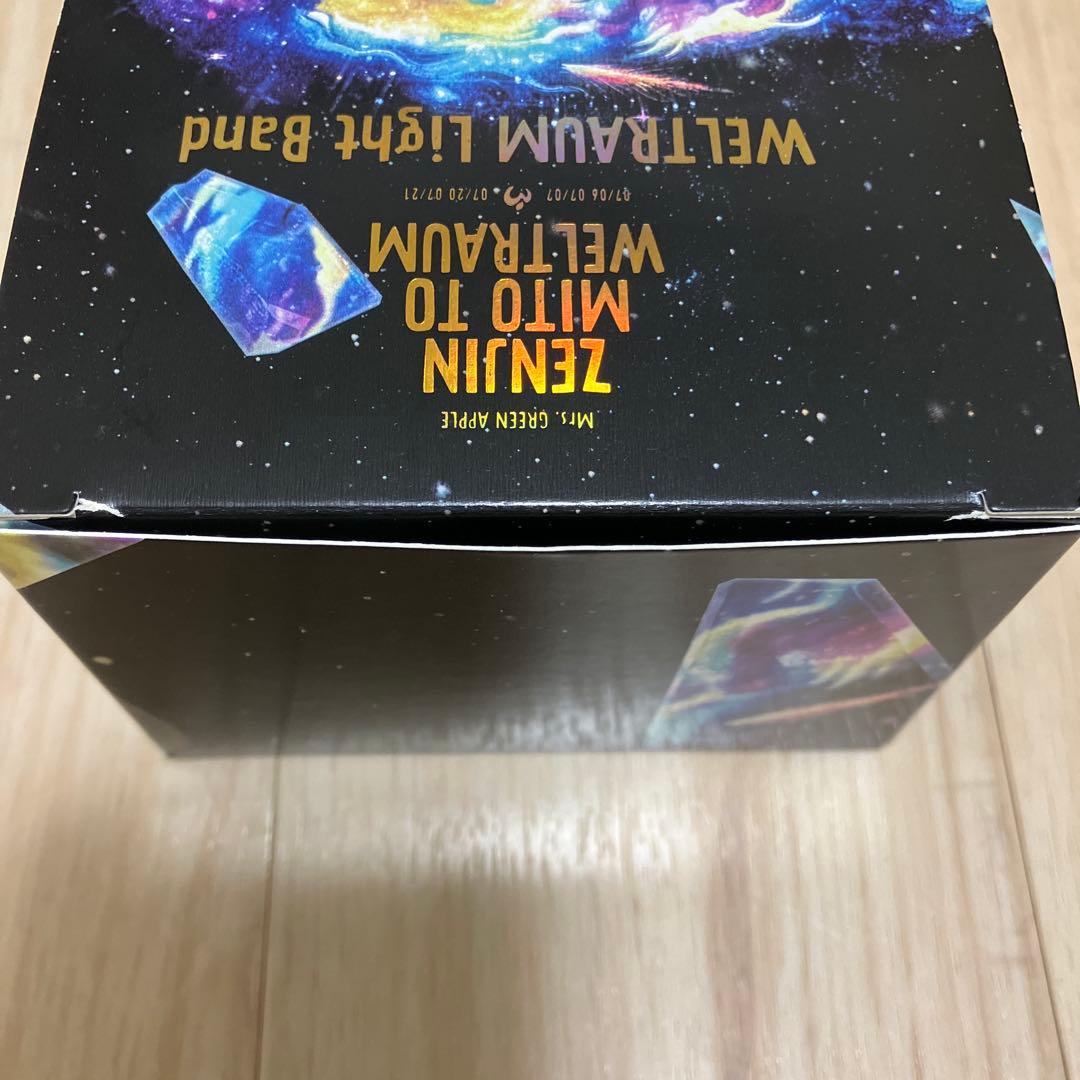 Mrs. GREEN APPLE
ZENJIN
MITO TO
WELTRAUM
07/06 07/07 07/20 07/21
WELTRAUM Light Band